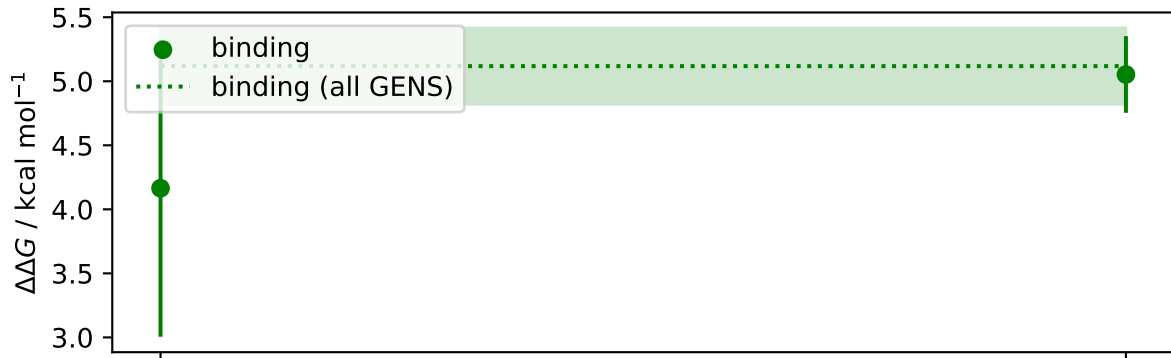 5.5
5.0
4.5
4.0
3.5
3.0
ΔΔG / kcal mol⁻¹
binding
binding (all GENS)